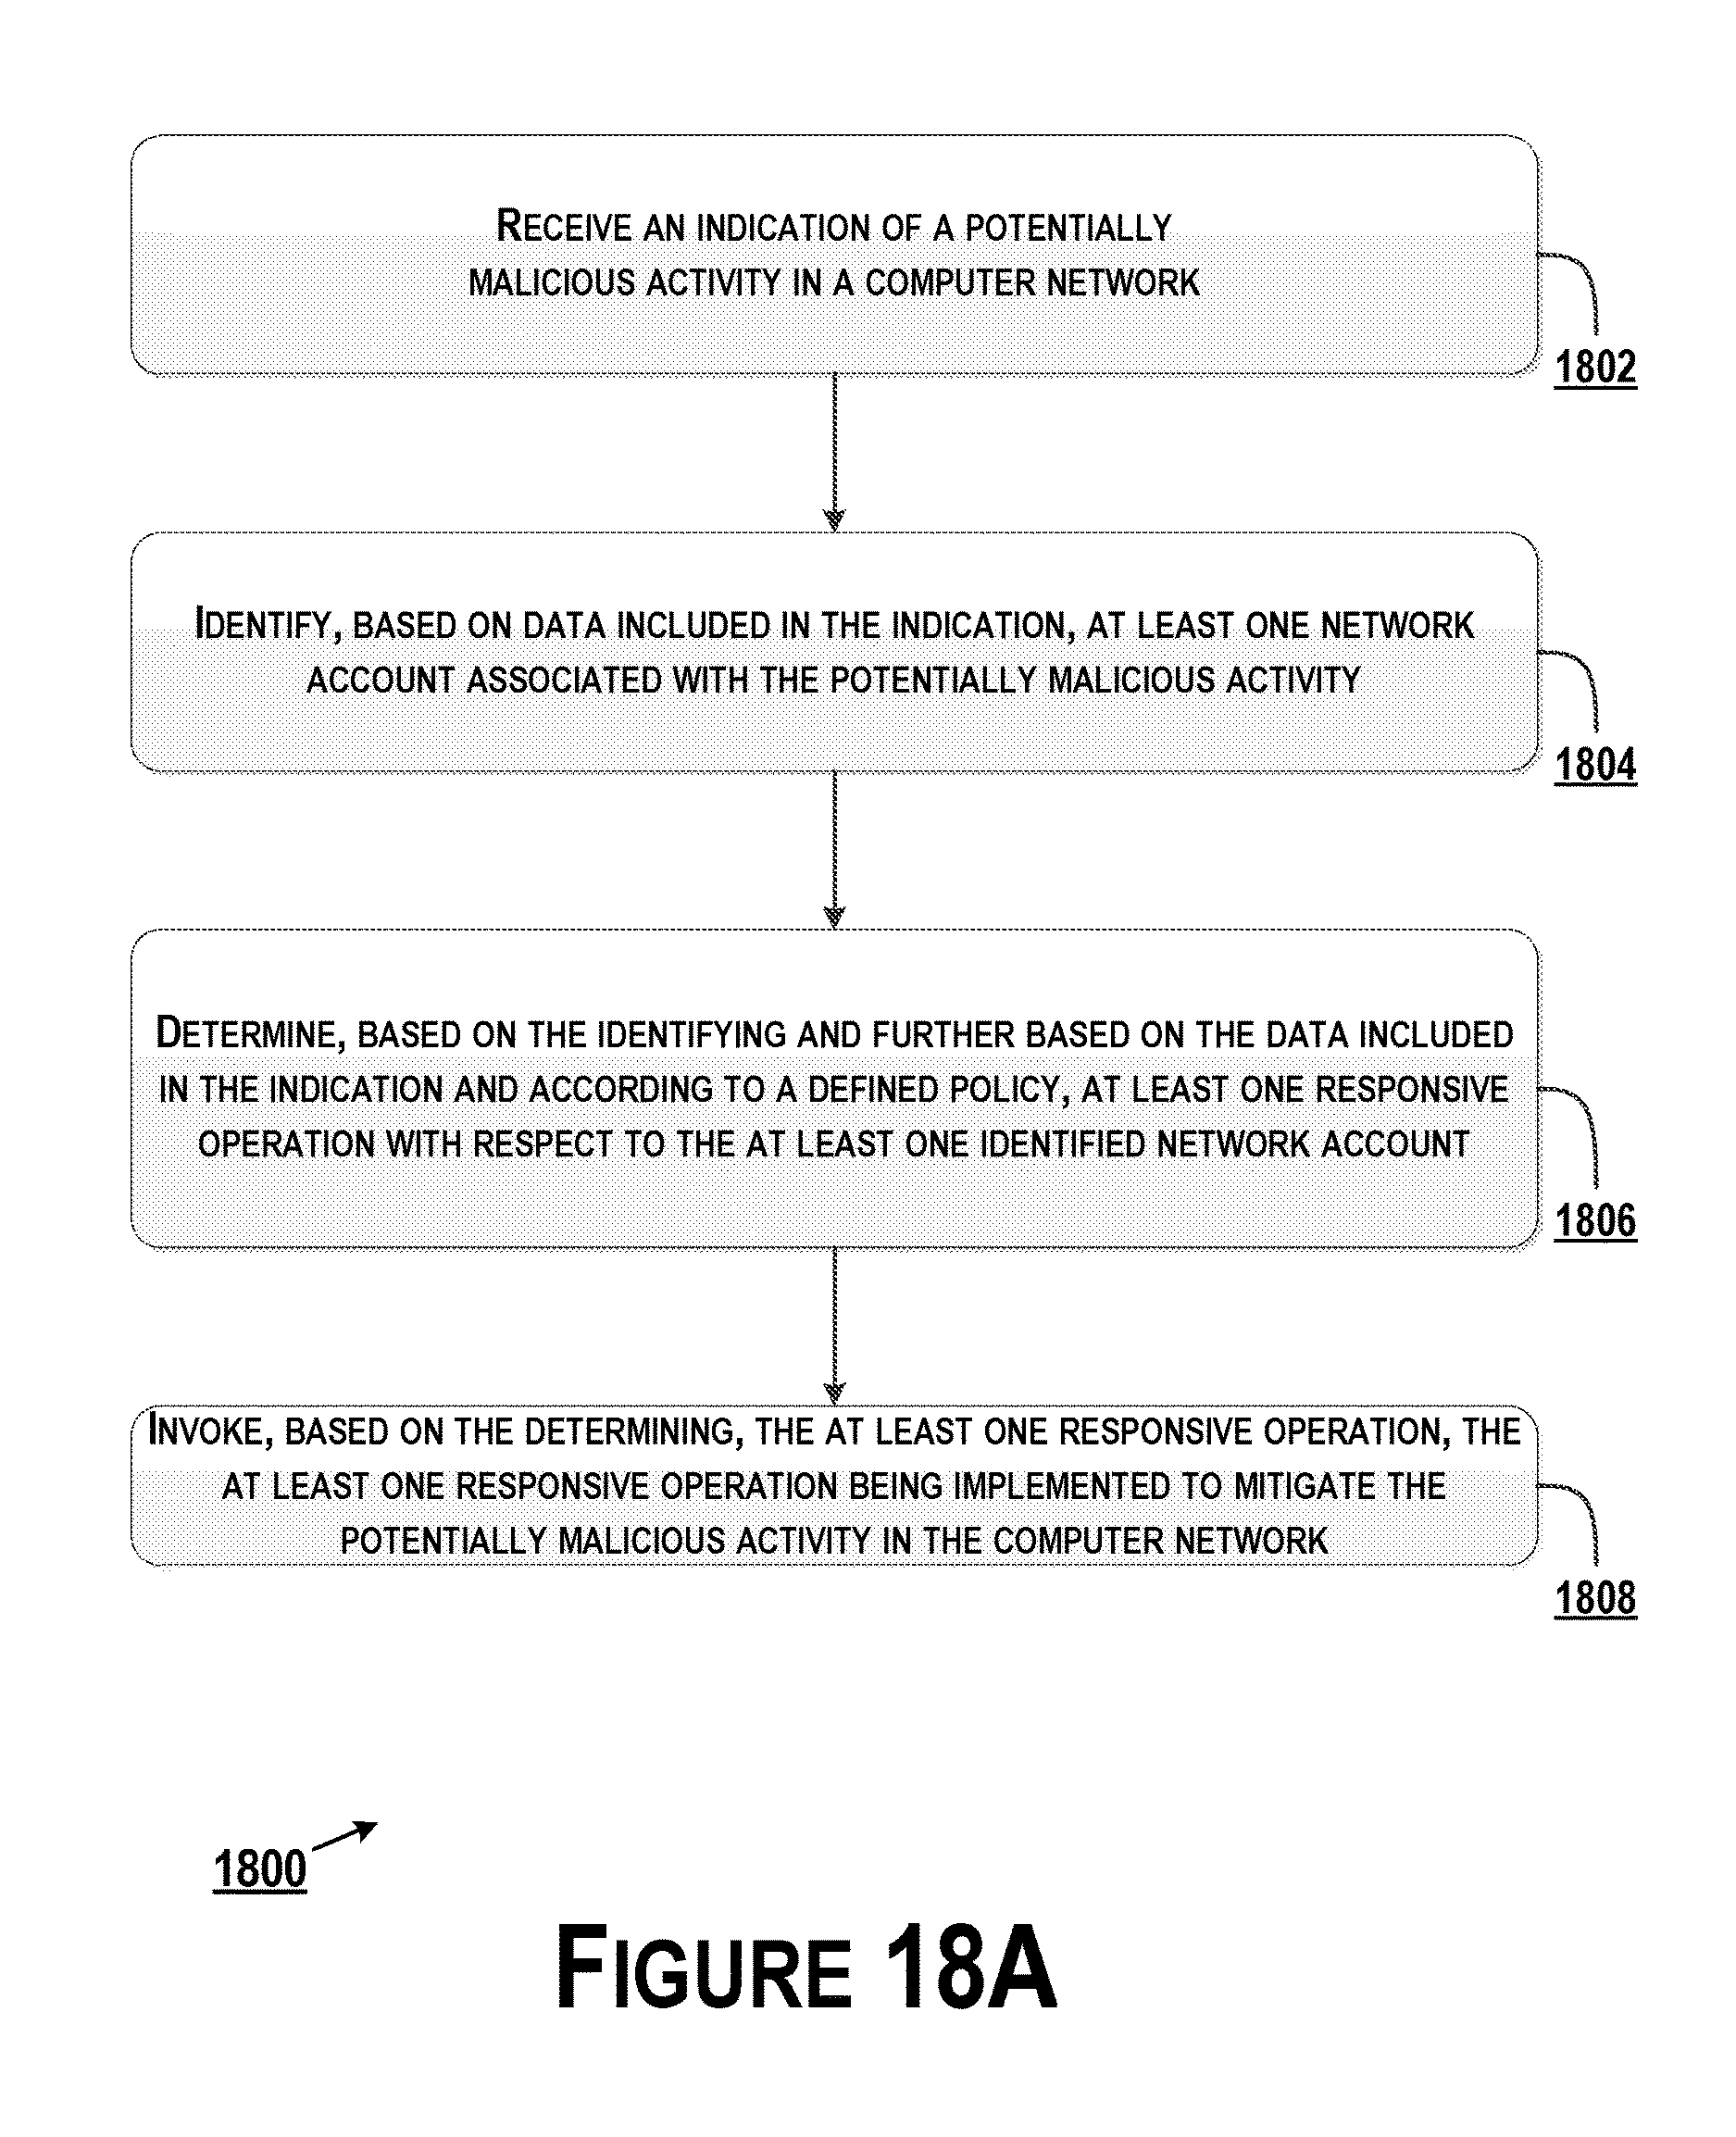 RECEIVE AN INDICATION OF A POTENTIALLY
MALICIOUS ACTIVITY IN A COMPUTER NETWORK
1802
IDENTIFY, BASED ON DATA INCLUDED IN THE INDICATION, AT LEAST ONE NETWORK
ACCOUNT ASSOCIATED WITH THE POTENTIALLY MALICIOUS ACTIVITY
1804
DETERMINE, BASED ON THE IDENTIFYING AND FURTHER BASED ON THE DATA INCLUDED
IN THE INDICATION AND ACCORDING TO A DEFINED POLICY, AT LEAST ONE RESPONSIVE
OPERATION WITH RESPECT TO THE AT LEAST ONE IDENTIFIED NETWORK ACCOUNT
1806
INVOKE, BASED ON THE DETERMINING, THE AT LEAST ONE RESPONSIVE OPERATION, THE
AT LEAST ONE RESPONSIVE OPERATION BEING IMPLEMENTED TO MITIGATE THE
POTENTIALLY MALICIOUS ACTIVITY IN THE COMPUTER NETWORK
1808
1800
FIGURE 18A